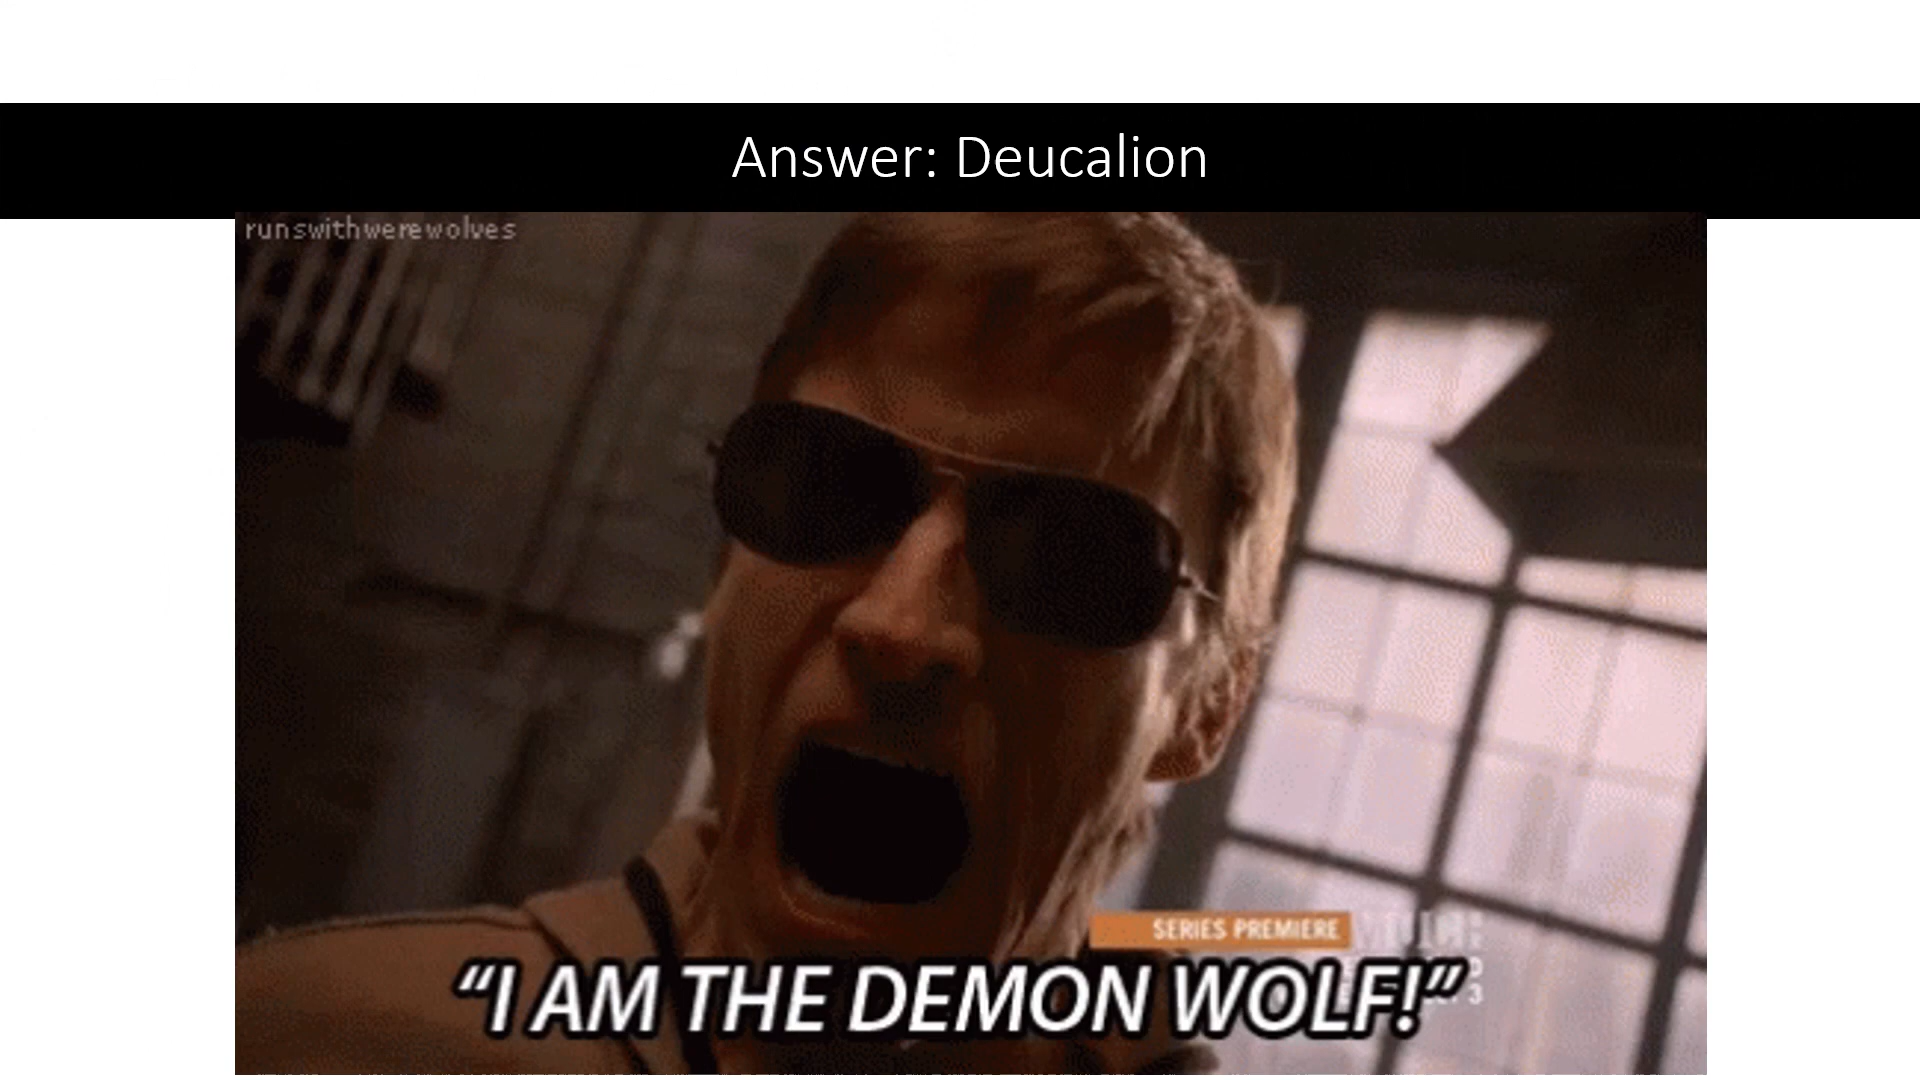 Answer: Deucalion
runswithwerewolves
SERIES PREMIERE
“I AM THE DEMON WOLF!”